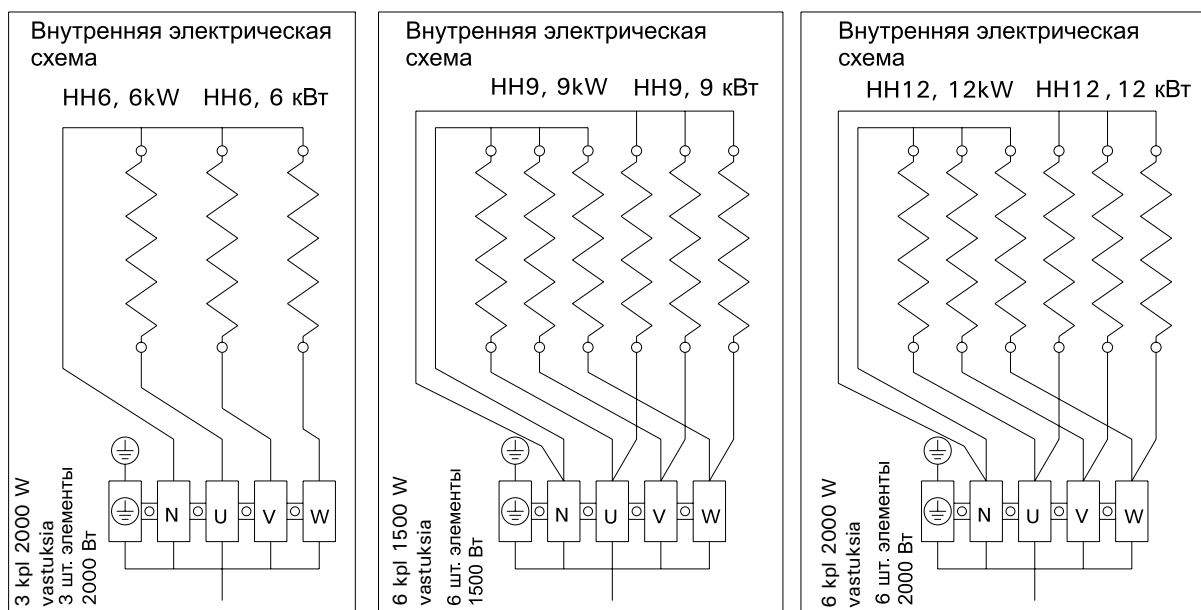 Внутренняя электрическая
схема
HH6, 6kW HH6, 6 кВт
3 kpl 2000 W
vastuksia
3 шт. элементы
2000 Вт
N U V W
Внутренняя электрическая
схема
HH9, 9kW HH9, 9 кВт
6 kpl 1500 W
vastuksia
6 шт. элементы
1500 Вт
N U V W
Внутренняя электрическая
схема
HH12, 12kW HH12 , 12 кВт
6 kpl 2000 W
vastuksia
6 шт. элементы
2000 Вт
N U V W